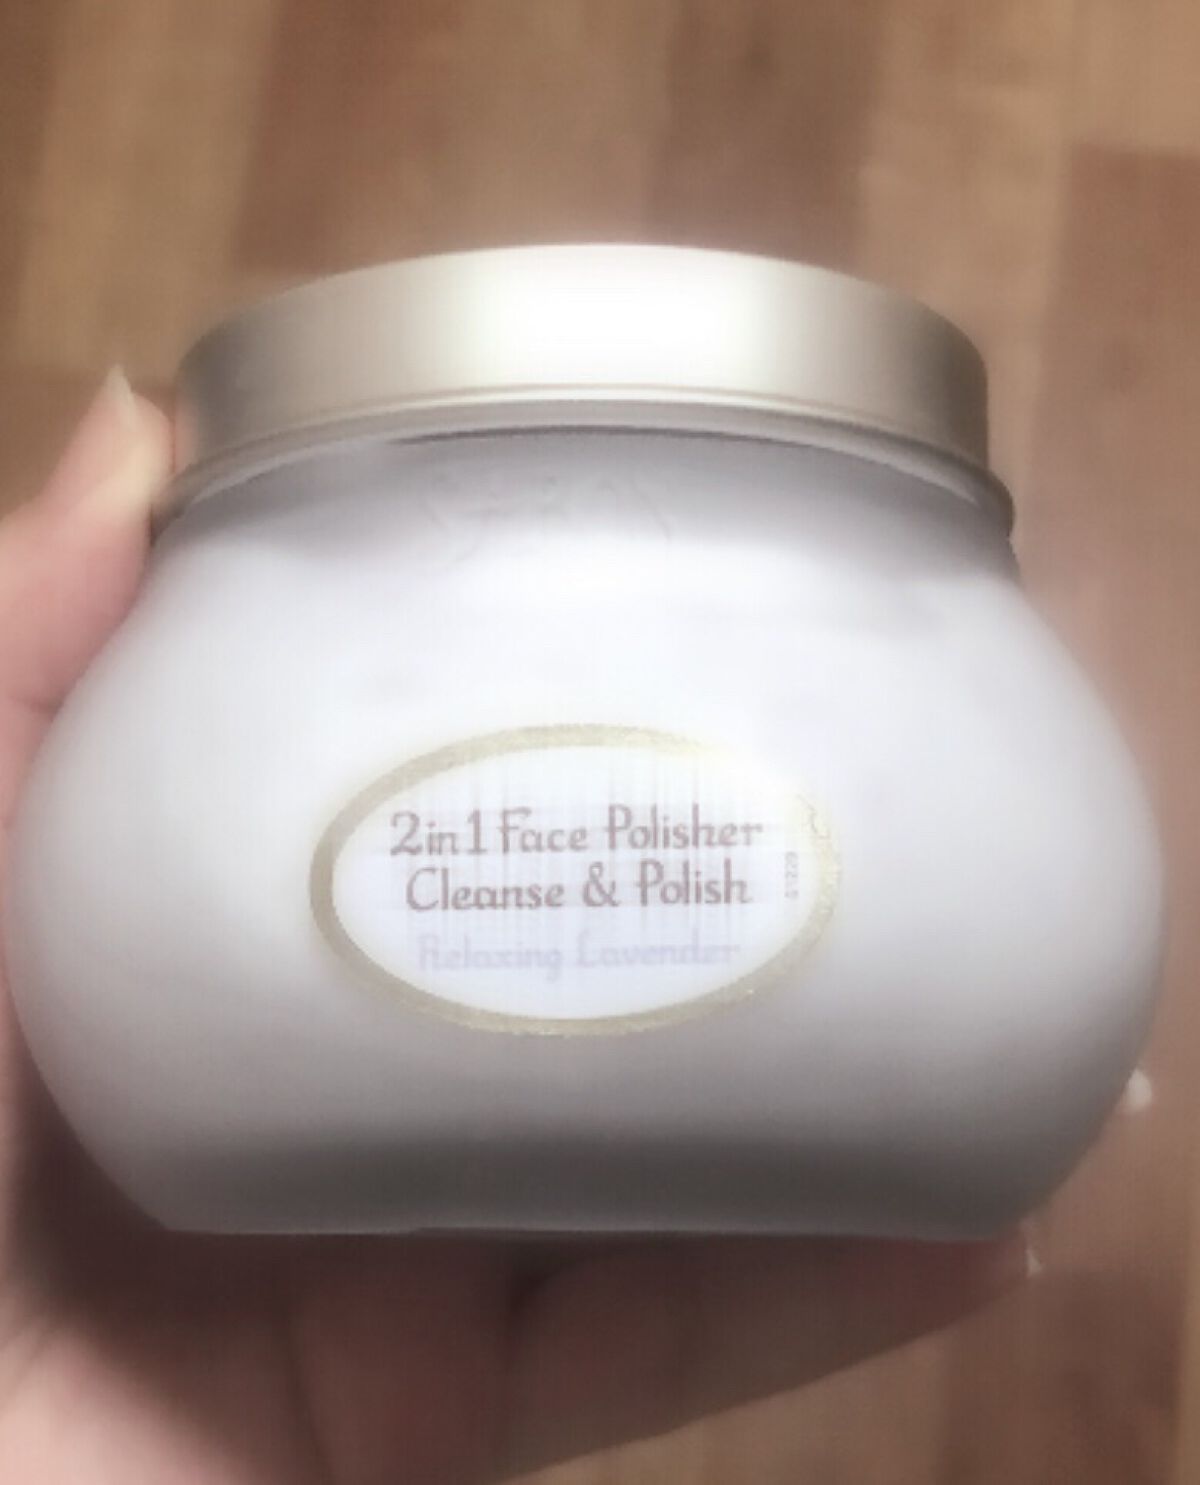 2in1 Face Polisher
Cleanse & Polish
Relaxing Lavender